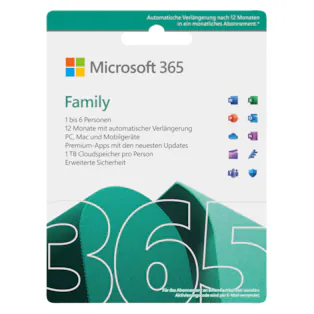 Automatische Verlängerung nach 12 Monaten
in ein monatliches Abonnement.*
Microsoft 365
Family
1 bis 6 Personen
12 Monate mit automatischer Verlängerung
PC, Mac und Mobilgeräte
Premium-Apps mit den neuesten Updates
1 TB Cloudspeicher pro Person
Erweiterte Sicherheit
365